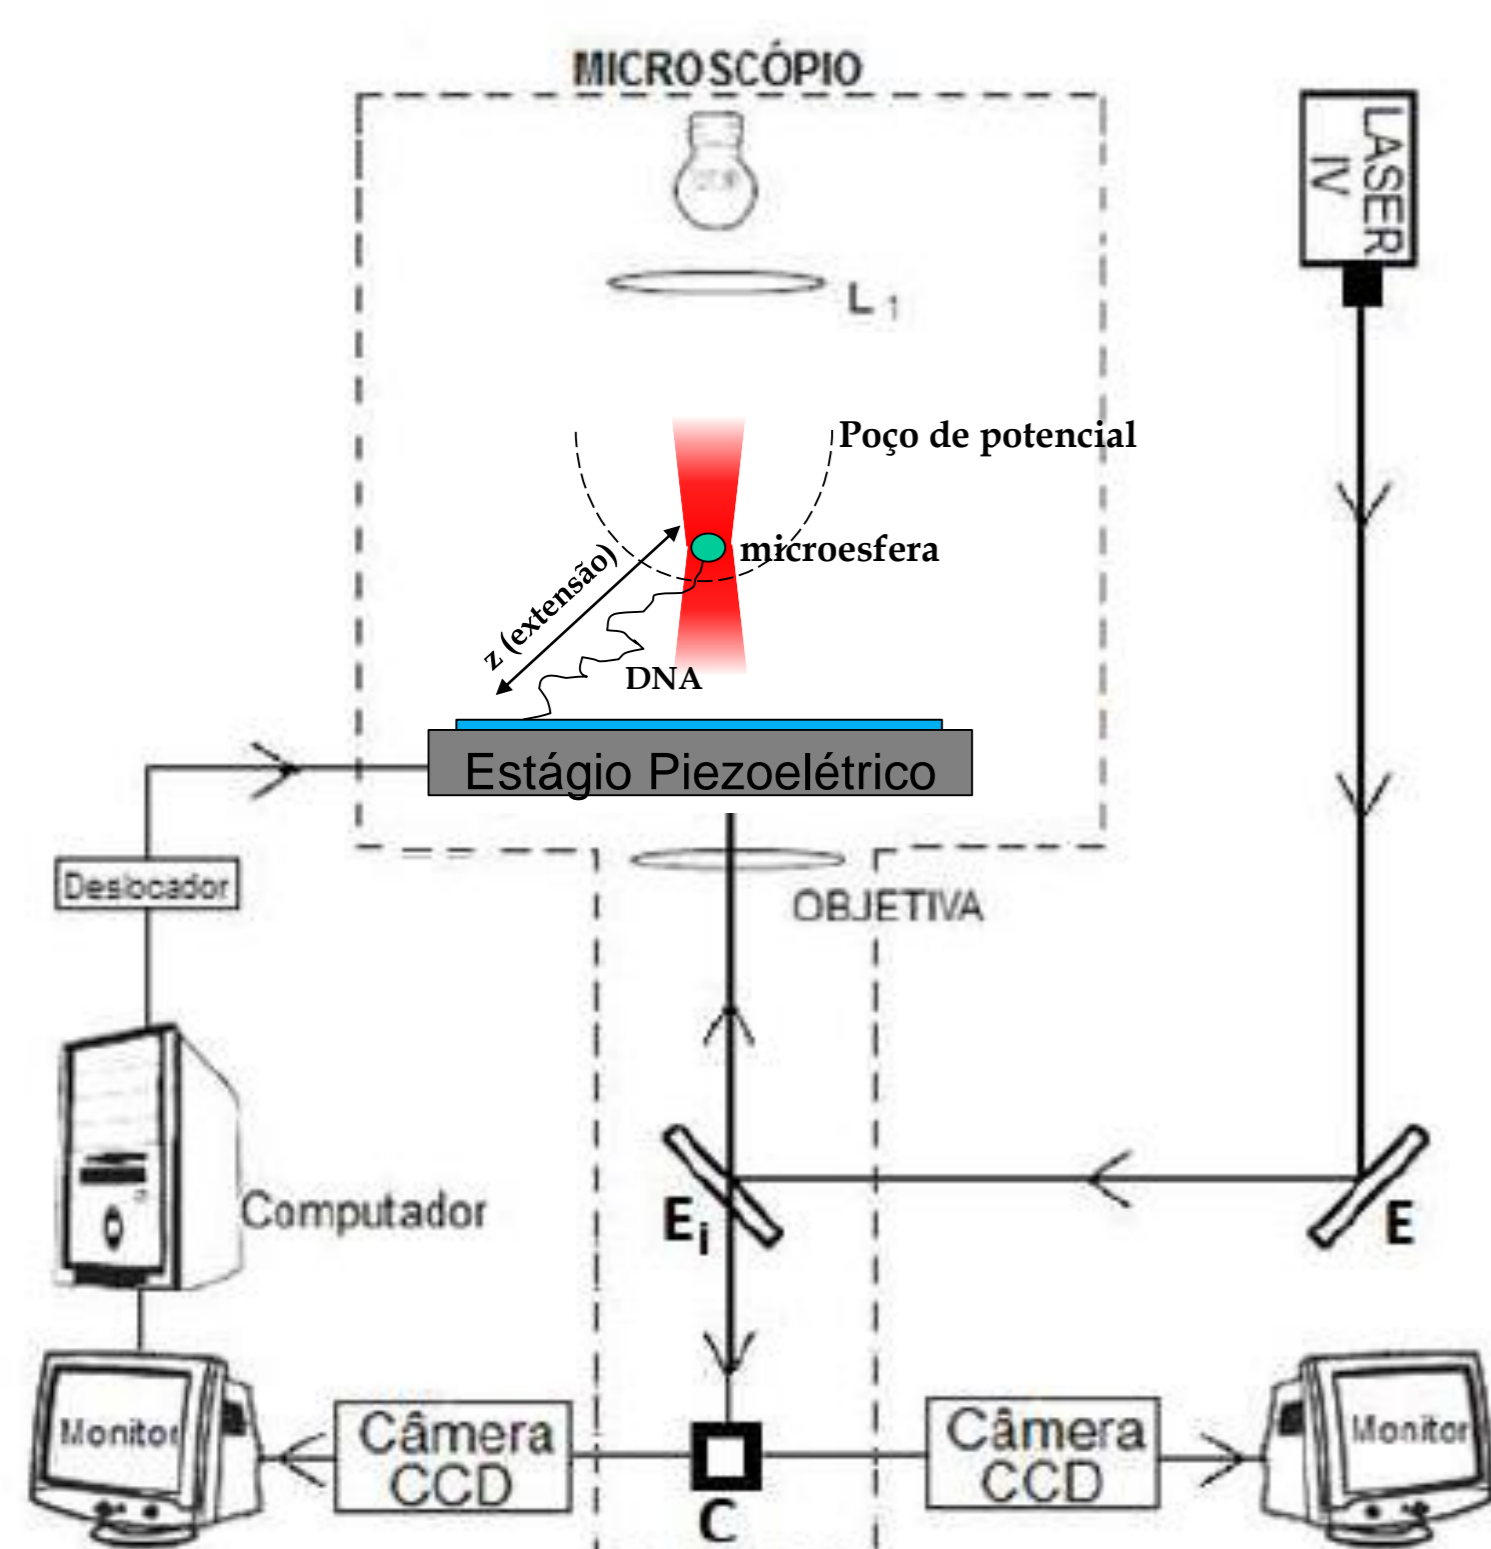 MICROSCÓPIO
LASER
IV
L 1
Poço de potencial
microesfera
z (extensão)
DNA
Estágio Piezoelétrico
Deslocador
OBJETIVA
Computador
Ei
E
Monitor
Câmera
CCD
C
Câmera
CCD
Monitor